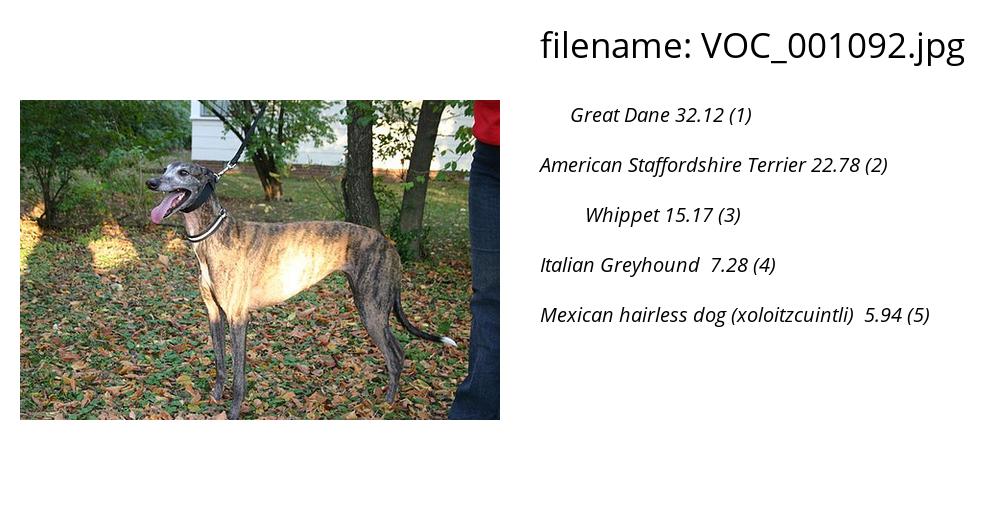 filename: VOC_001092.jpg
Great Dane 32.12 (1)
American Staffordshire Terrier 22.78 (2)
Whippet 15.17 (3)
Italian Greyhound  7.28 (4)
Mexican hairless dog (xoloitzcuintli)  5.94 (5)